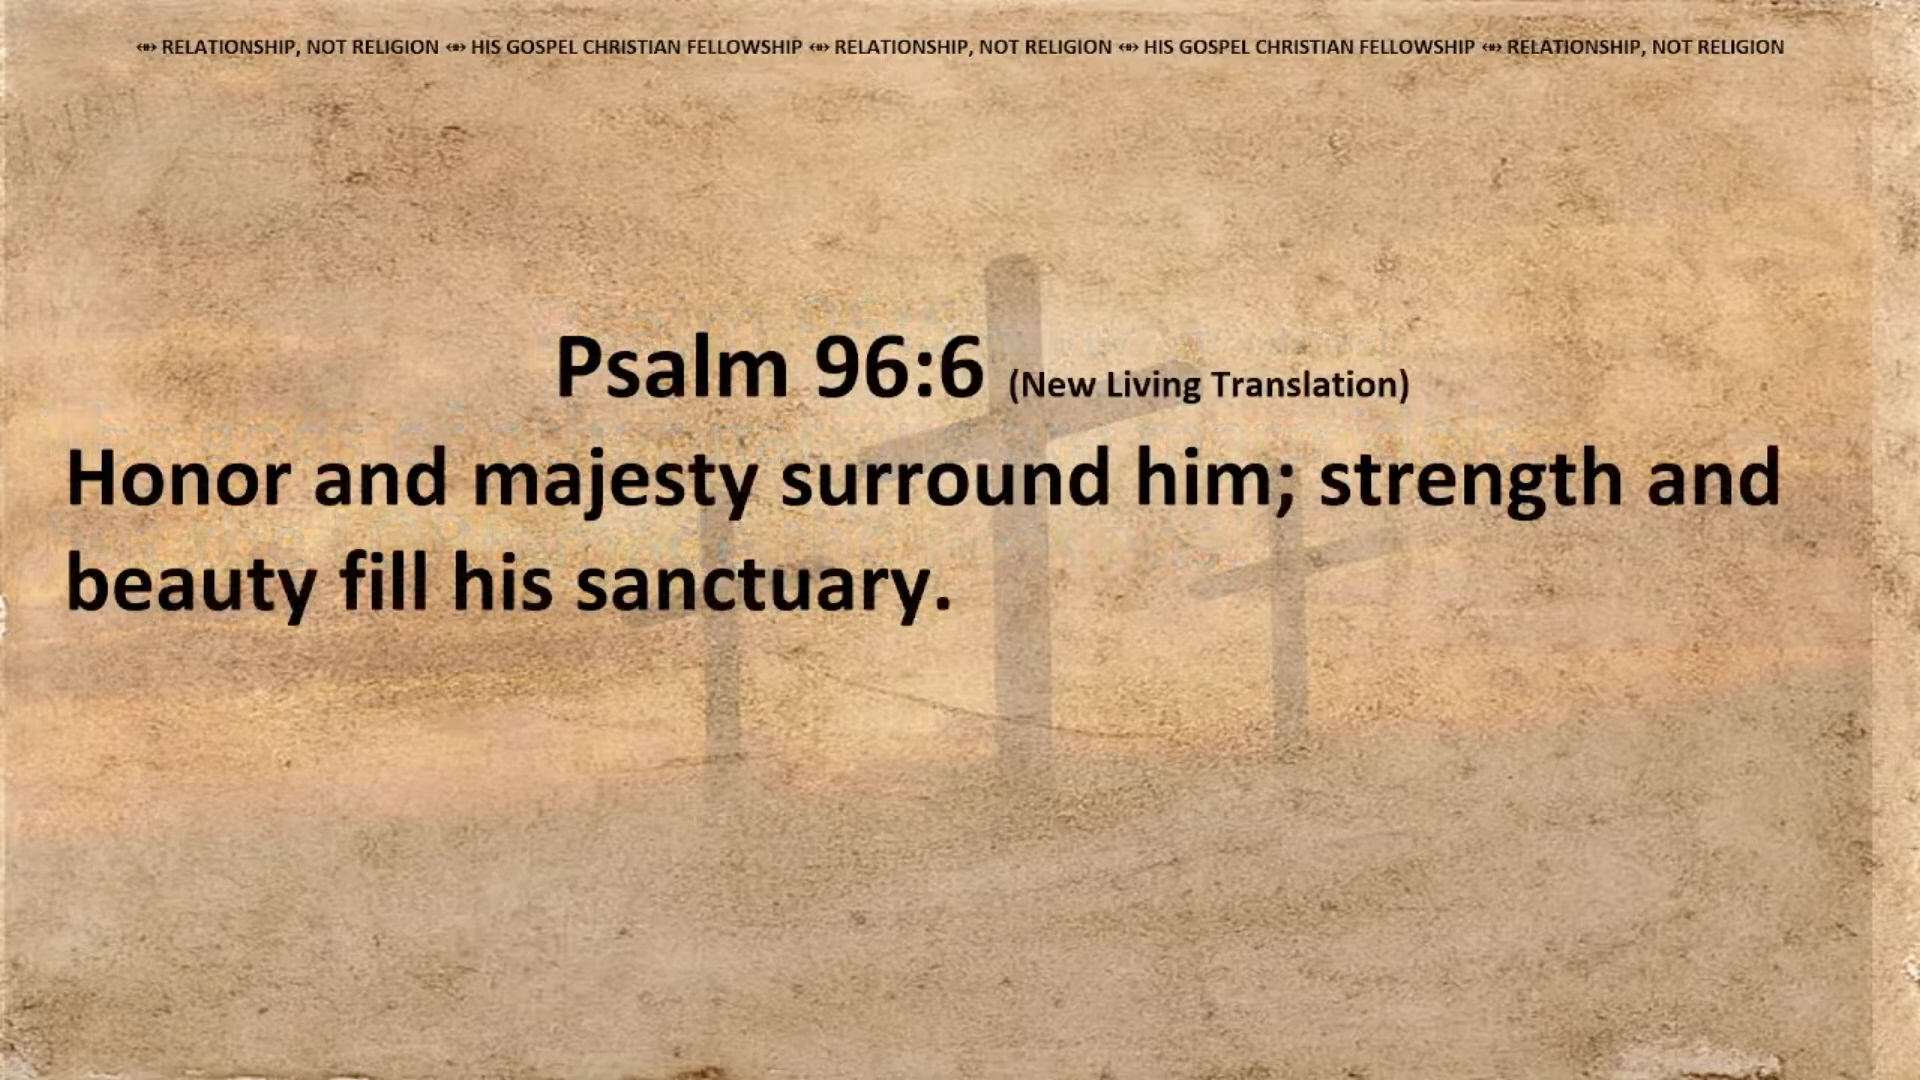 ⇻ RELATIONSHIP, NOT RELIGION ⇻ HIS GOSPEL CHRISTIAN FELLOWSHIP ⇻ RELATIONSHIP, NOT RELIGION ⇻ HIS GOSPEL CHRISTIAN FELLOWSHIP ⇻ RELATIONSHIP, NOT RELIGION
Psalm 96:6 (New Living Translation)
Honor and majesty surround him; strength and
beauty fill his sanctuary.